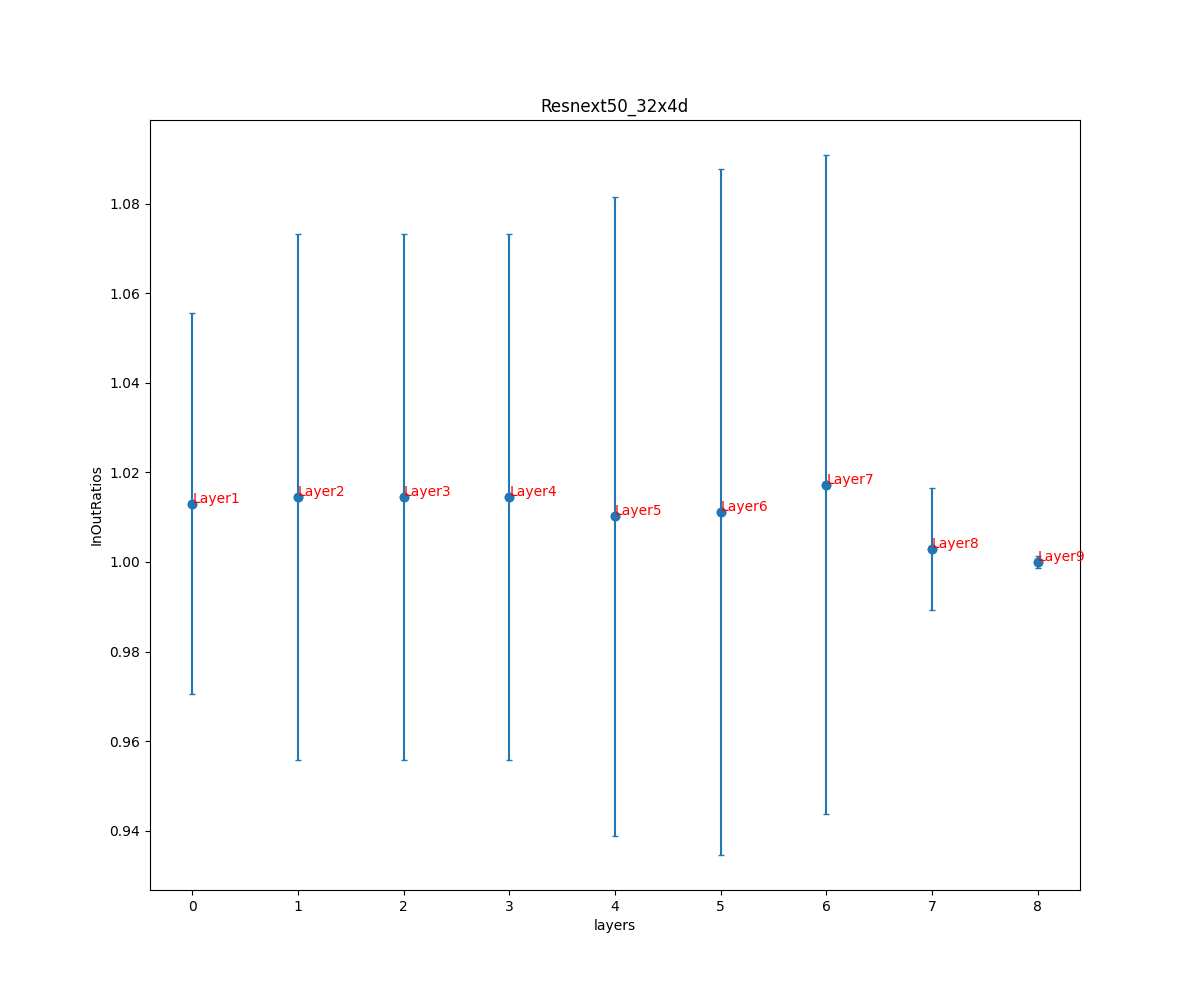 Resnext50_32x4d
1.08
1.06
1.04
1.02
1.00
0.98
0.96
0.94
InOutRatios
Layer1
Layer2
Layer3
Layer4
Layer5
Layer6
Layer7
Layer8
Layer9
0 1 2 3 4 5 6 7 8
layers